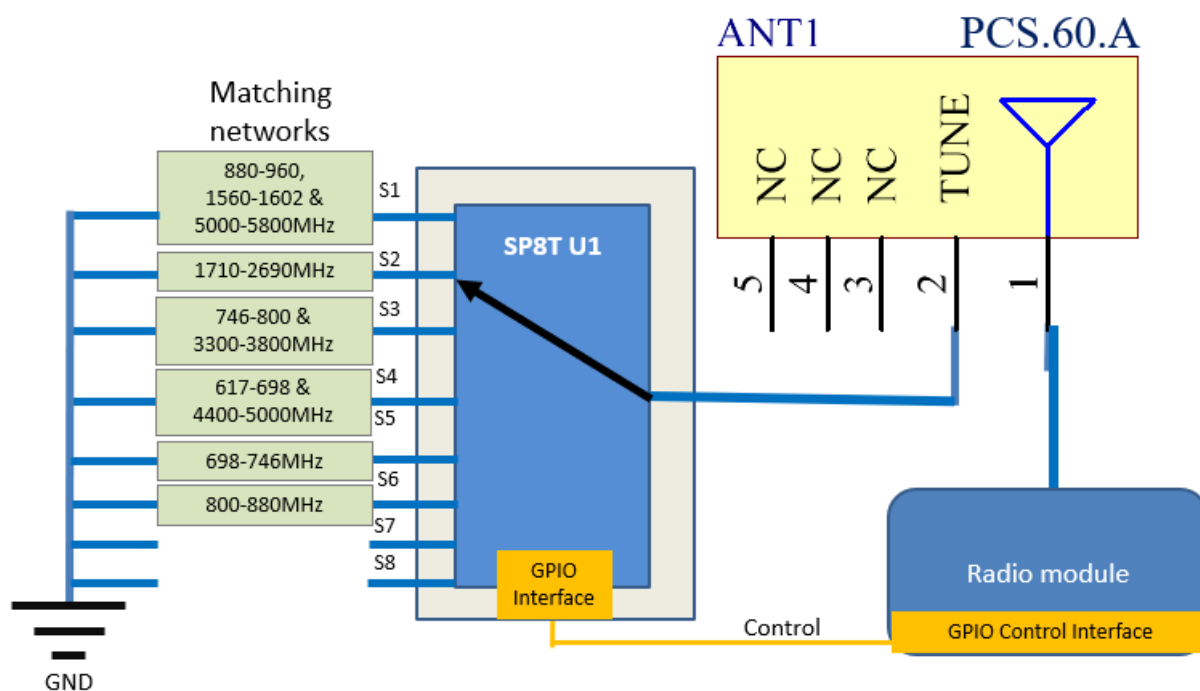 ANT1
PCS.60.A
Matching
networks
NC
NC
NC
TUNE
5
4
3
2
1
880-960,
1560-1602 &
5000-5800MHz
S1
1710-2690MHz
S2
746-800 &
3300-3800MHz
S3
617-698 &
4400-5000MHz
S4
S5
698-746MHz
S6
800-880MHz
S7
S8
SP8T U1
GPIO
Interface
Control
Radio module
GPIO Control Interface
GND